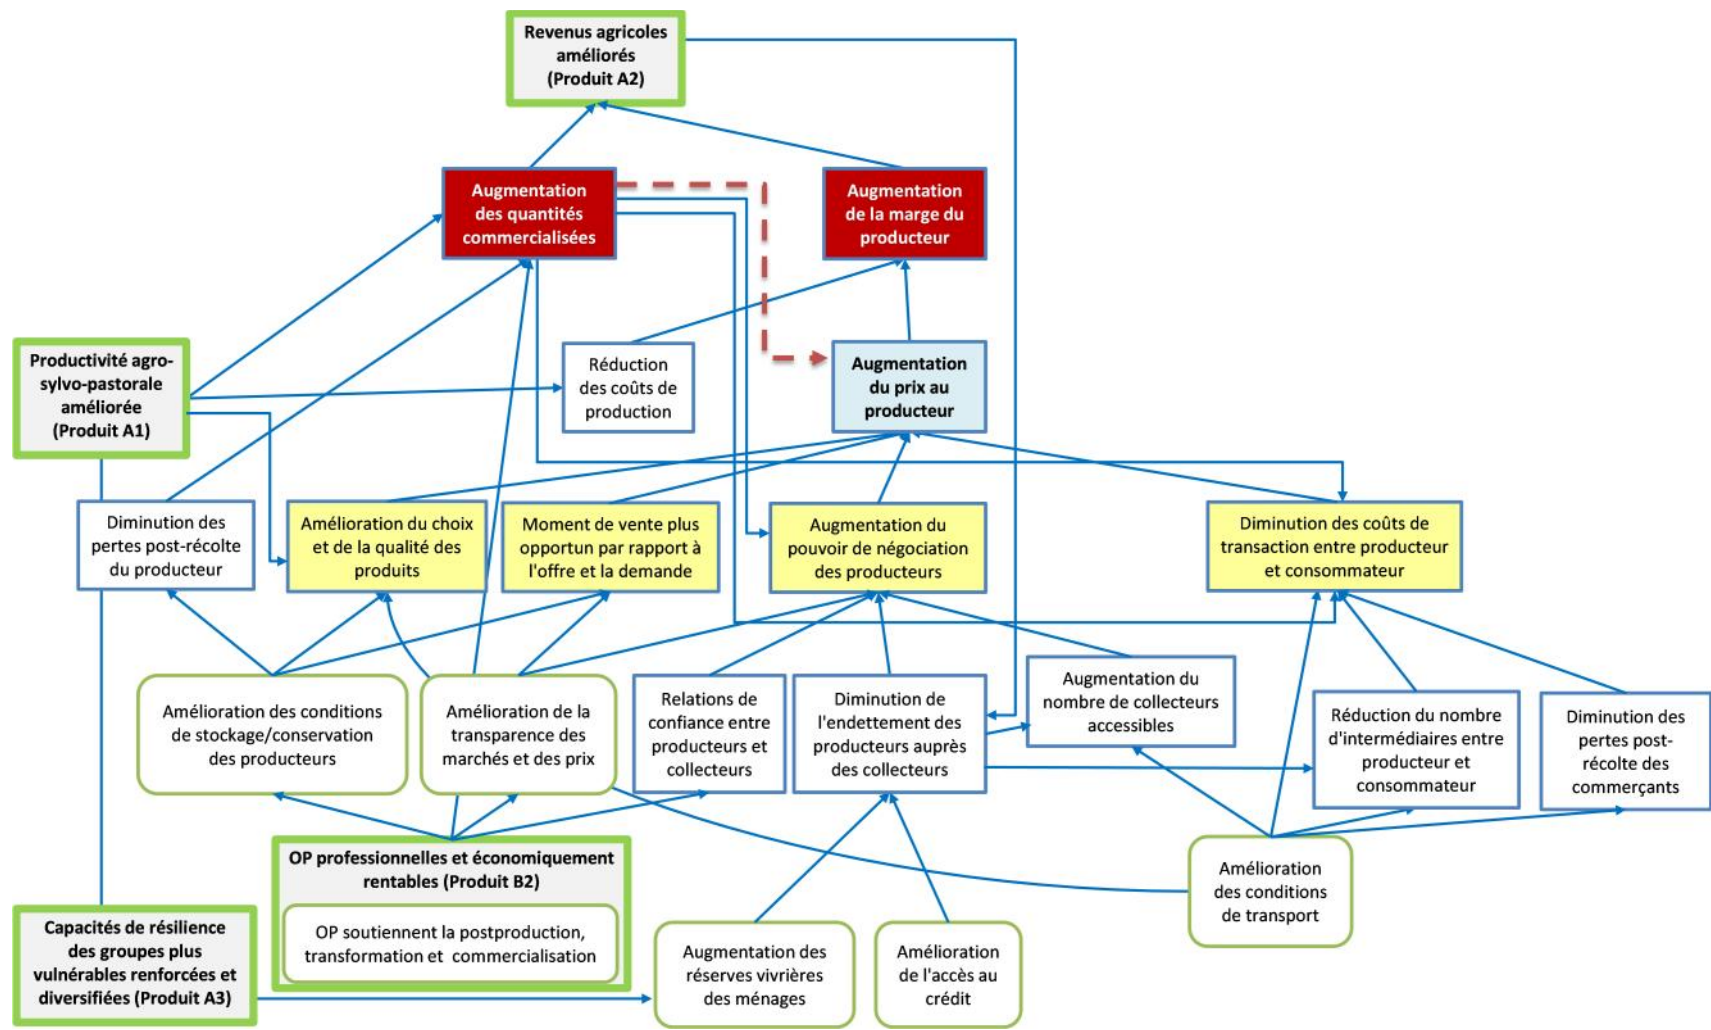 Revenus agricoles
améliorés
(Produit A2)
Augmentation
des quantités
commercialisées
Augmentation
de la marge du
producteur
Productivité agro-
sylvo-pastorale
améliorée
(Produit A1)
Réduction
des coûts de
production
Augmentation
du prix au
producteur
Diminution des
pertes post-récolte
du producteur
Amélioration du choix
et de la qualité des
produits
Moment de vente plus
opportun par rapport à
l'offre et la demande
Augmentation du
pouvoir de négociation
des producteurs
Diminution des coûts de
transaction entre producteur
et consommateur
Amélioration des conditions
de stockage/conservation
des producteurs
Amélioration de la
transparence des
marchés et des prix
Relations de
confiance entre
producteurs et
collecteurs
Diminution de
l'endettement des
producteurs auprès
des collecteurs
Augmentation du
nombre de collecteurs
accessibles
Réduction du nombre
d'intermédiaires entre
producteur et
consommateur
Diminution des
pertes post-
récolte des
commerçants
OP professionnelles et économiquement
rentables (Produit B2)
OP soutiennent la postproduction,
transformation et commercialisation
Amélioration
des conditions
de transport
Capacités de résilience
des groupes plus
vulnérables renforcées et
diversifiées (Produit A3)
Augmentation des
réserves vivrières
des ménages
Amélioration
de l'accès au
crédit